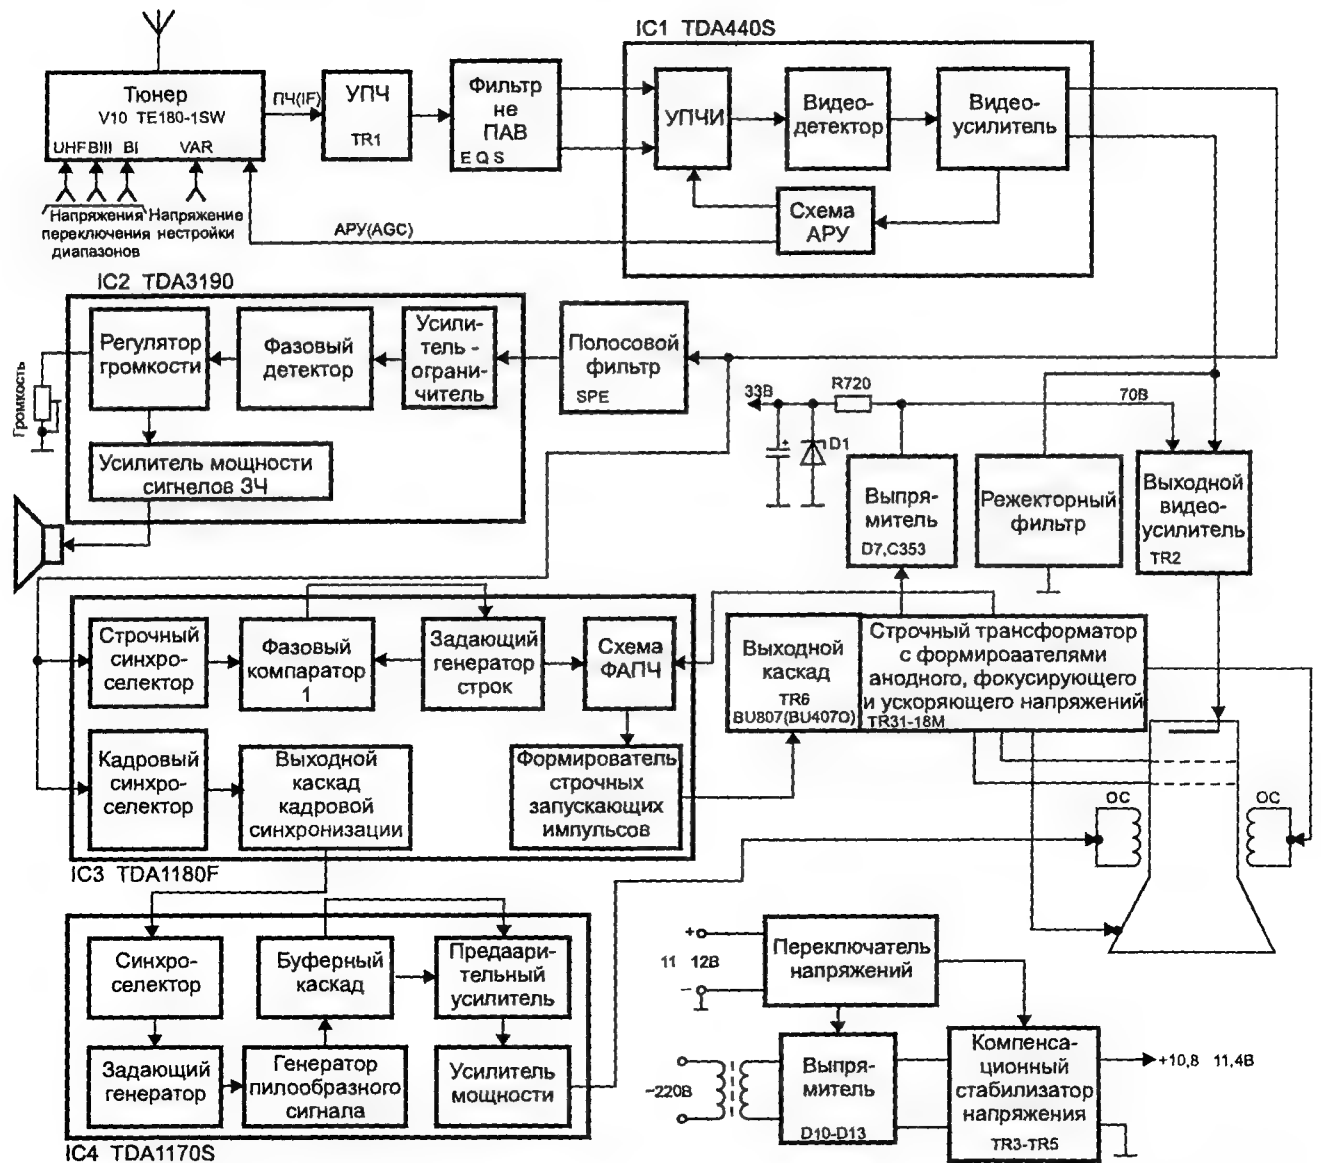 IC1 TDA440S
Тюнер
V10 TE180-1SW
UHF BIII BI VAR
ПЧ(IF)
УПЧ
TR1
Фильтр
не
ПАВ
E Q S
УПЧИ
Видео-
детектор
Видео-
усилитель
Схема
АРУ
АРУ(AGC)
Напряжения
переключения
диапазонов
Напряжение
нестройки
IC2 TDA3190
Регулятор
громкости
Фазовый
детектор
Усили-
тель -
ограни-
читель
Полосовой
фильтр
SPE
Громкость
Усилитель мощности
сигнелов ЗЧ
33В
R720
70В
D1
Выпря-
митель
D7,C353
Режекторный
фильтр
Выходной
видео-
усилитель
TR2
Строчный
синхро-
селектор
Фазовый
компаратор
1
Задающий
генератор
строк
Схема
ФАПЧ
Выходной
каскад
TR6
BU807(BU407O)
Строчный трансформатор
с формироаателями
анодного, фокусирующего
и ускоряющего напряжений
TR31-18M
Кадровый
синхро-
селектор
Выходной
каскад
кадровой
синхронизации
Формирователь
строчных
запускающих
импульсов
ОС
ОС
IC3 TDA1180F
Синхро-
селектор
Буферный
каскад
Предаари-
тельный
усилитель
Задающий
генератор
Генератор
пилообразного
сигнала
Усилитель
мощности
IC4 TDA1170S
+
11 12В
−
Переключатель
напряжений
~220В
Выпря-
митель
D10-D13
Компенса-
ционный
стабилизатор
напряжения
TR3-TR5
+10,8 11,4В